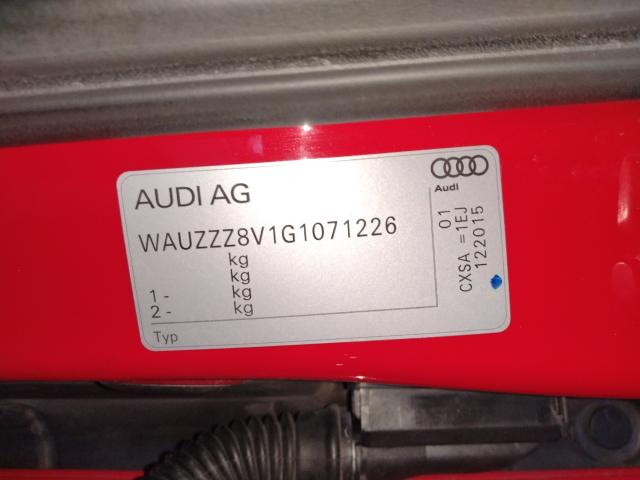 AUDI AG
Audi
WAUZZZ8V1G1071226
kg
kg
1 - kg
2 - kg
Typ
01
CXSA =1EJ
122015